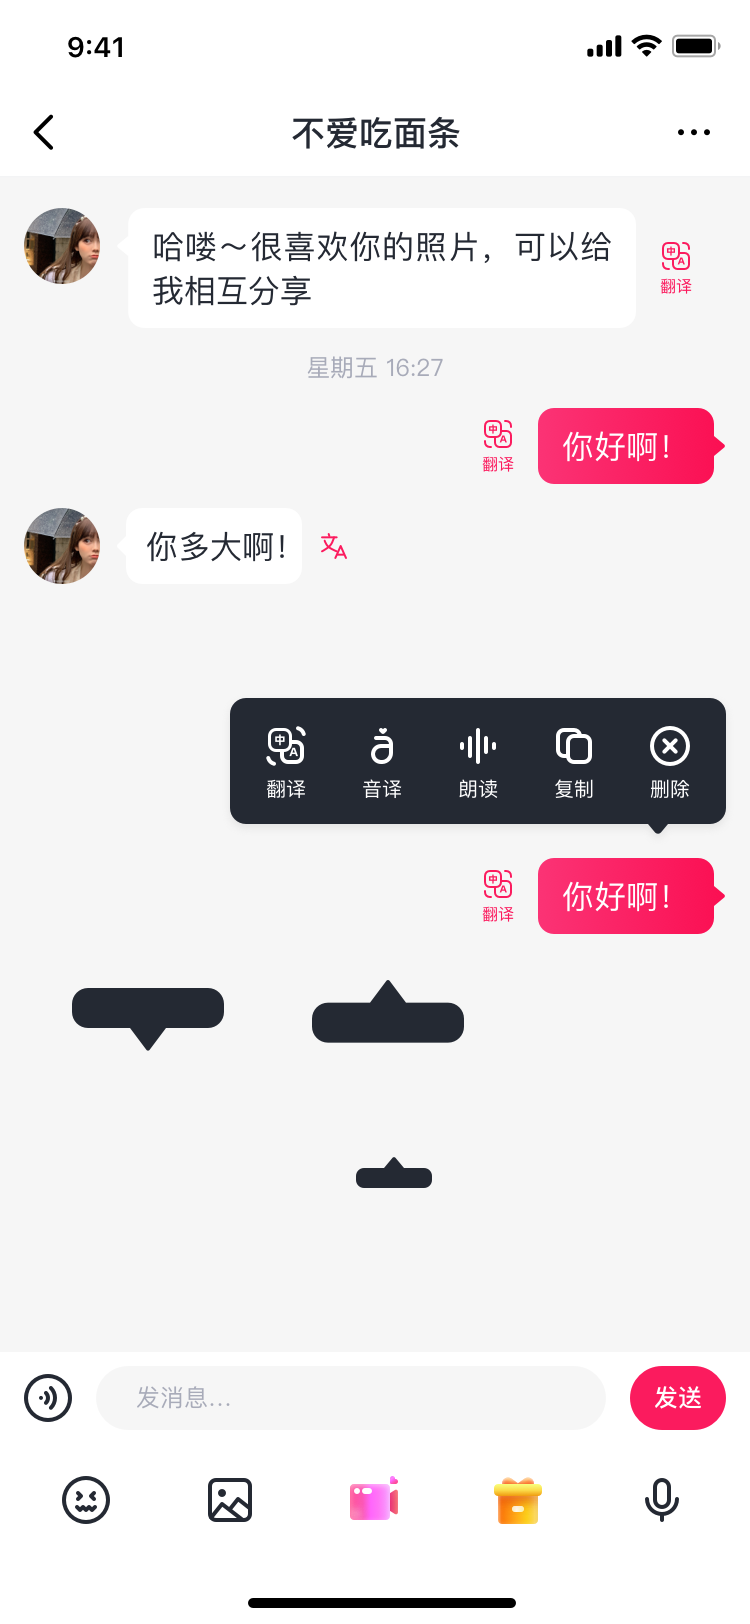 9:41
不爱吃面条
哈喽～很喜欢你的照片，可以给
我相互分享
翻译
星期五 16:27
翻译
你好啊！
你多大啊！
翻译 音译 朗读 复制 删除
翻译
你好啊！
发消息...
发送